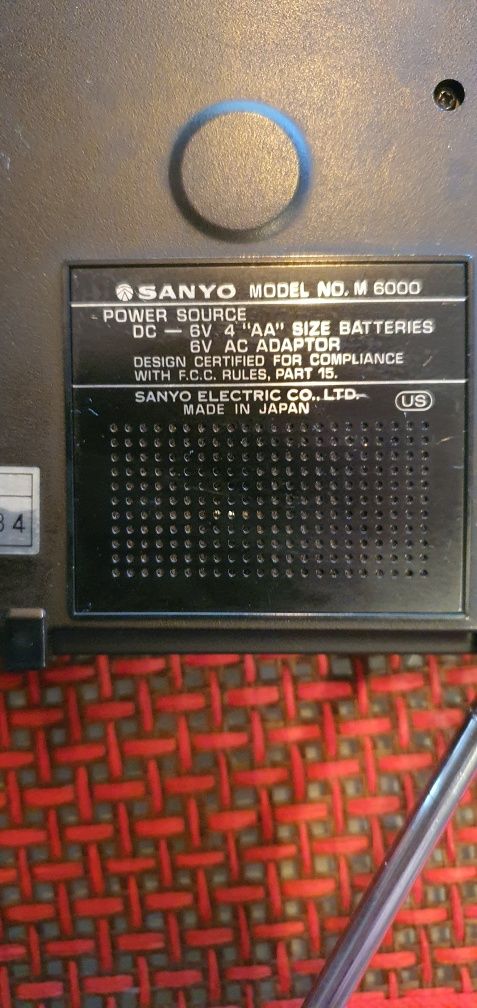 SANYO MODEL NO. M 6000
POWER SOURCE
DC — 6V 4 "AA" SIZE BATTERIES
6V AC ADAPTOR
DESIGN CERTIFIED FOR COMPLIANCE
WITH F.C.C. RULES, PART 15.
SANYO ELECTRIC CO., LTD.
MADE IN JAPAN
US